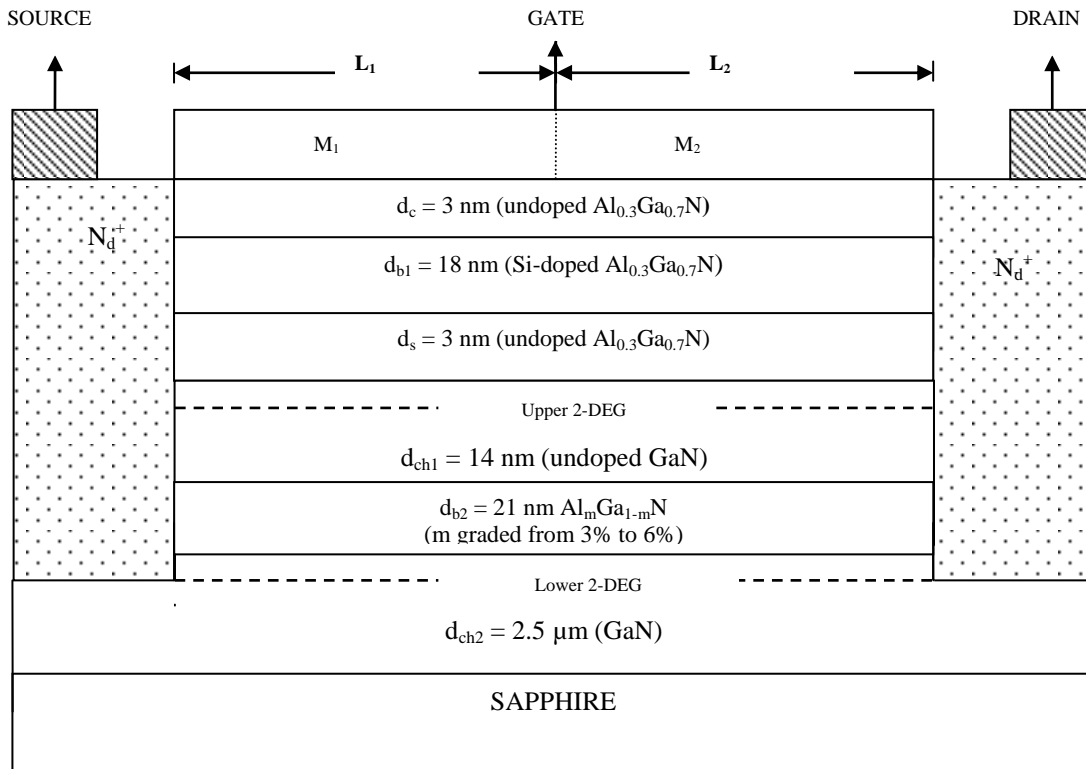 SOURCE GATE DRAIN
L₁ L₂
M₁ M₂
d_c = 3 nm (undoped Al₀.₃Ga₀.₇N)
N_d⁺
d_b1 = 18 nm (Si-doped Al₀.₃Ga₀.₇N)
N_d⁺
d_s = 3 nm (undoped Al₀.₃Ga₀.₇N)
Upper 2-DEG
d_ch1 = 14 nm (undoped GaN)
d_b2 = 21 nm Al_mGa_1-mN
(m graded from 3% to 6%)
Lower 2-DEG
d_ch2 = 2.5 µm (GaN)
SAPPHIRE